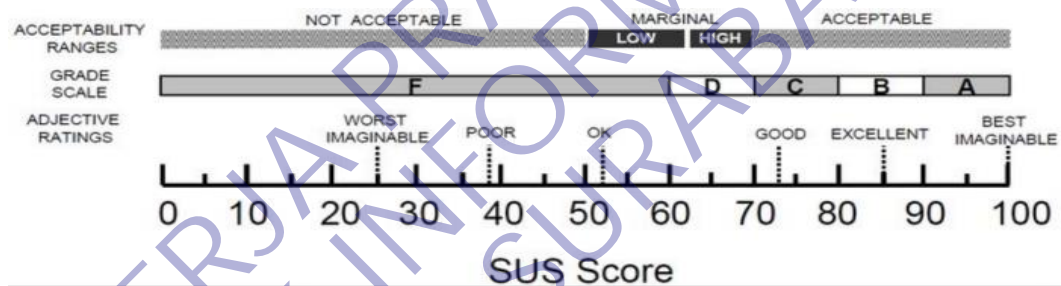 NOT ACCEPTABLE MARGINAL ACCEPTABLE
ACCEPTABILITY RANGES
LOW HIGH
GRADE SCALE
F D C B A
ADJECTIVE RATINGS
WORST IMAGINABLE POOR OK GOOD EXCELLENT BEST IMAGINABLE
0 10 20 30 40 50 60 70 80 90 100
SUS Score